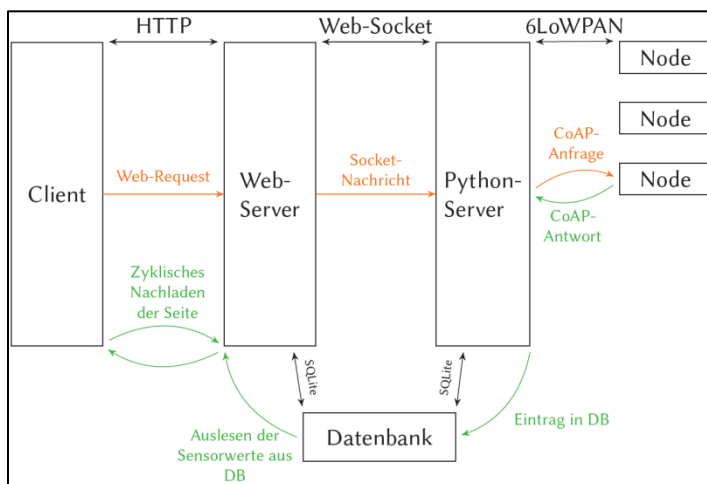 HTTP
Web-Socket
6LoWPAN
Node
Node
Node
CoAP-
Anfrage
CoAP-
Antwort
Client
Web-Request
Web-
Server
Socket-
Nachricht
Python-
Server
Zyklisches
Nachladen
der Seite
SQLite
SQLite
Auslesen der
Sensorwerte aus
DB
Datenbank
Eintrag in DB